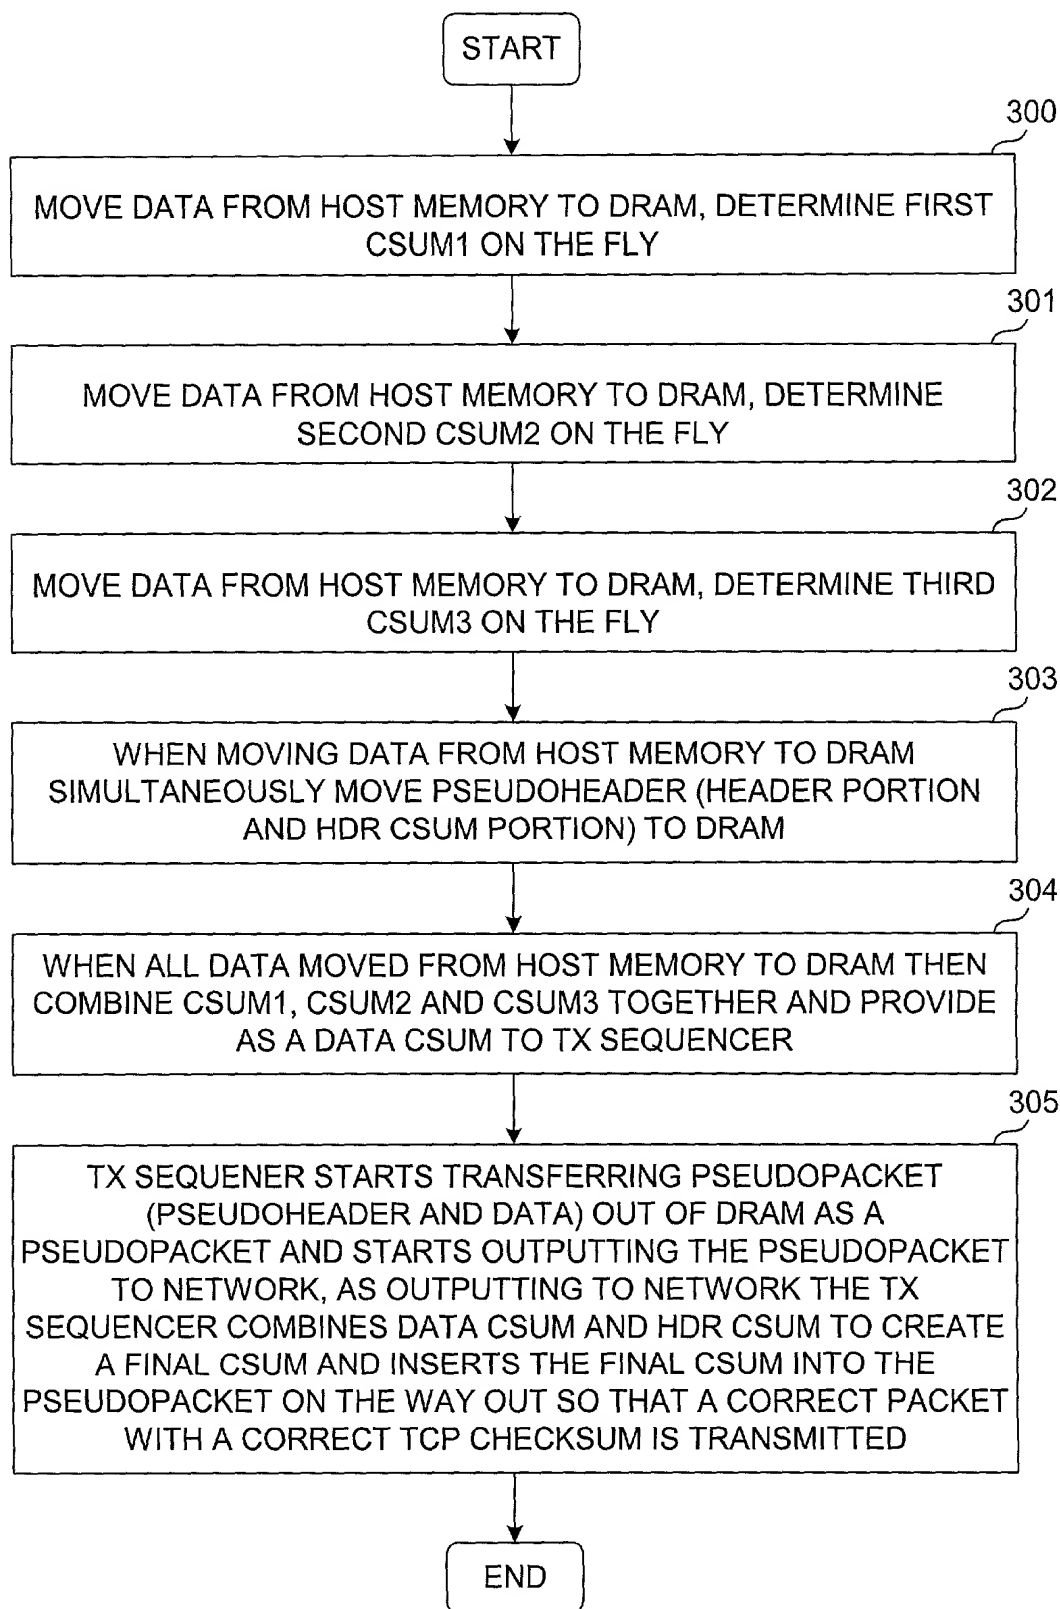 START
300
MOVE DATA FROM HOST MEMORY TO DRAM, DETERMINE FIRST
CSUM1 ON THE FLY
301
MOVE DATA FROM HOST MEMORY TO DRAM, DETERMINE
SECOND CSUM2 ON THE FLY
302
MOVE DATA FROM HOST MEMORY TO DRAM, DETERMINE THIRD
CSUM3 ON THE FLY
303
WHEN MOVING DATA FROM HOST MEMORY TO DRAM
SIMULTANEOUSLY MOVE PSEUDOHEADER (HEADER PORTION
AND HDR CSUM PORTION) TO DRAM
304
WHEN ALL DATA MOVED FROM HOST MEMORY TO DRAM THEN
COMBINE CSUM1, CSUM2 AND CSUM3 TOGETHER AND PROVIDE
AS A DATA CSUM TO TX SEQUENCER
305
TX SEQUENER STARTS TRANSFERRING PSEUDOPACKET
(PSEUDOHEADER AND DATA) OUT OF DRAM AS A
PSEUDOPACKET AND STARTS OUTPUTTING THE PSEUDOPACKET
TO NETWORK, AS OUTPUTTING TO NETWORK THE TX
SEQUENCER COMBINES DATA CSUM AND HDR CSUM TO CREATE
A FINAL CSUM AND INSERTS THE FINAL CSUM INTO THE
PSEUDOPACKET ON THE WAY OUT SO THAT A CORRECT PACKET
WITH A CORRECT TCP CHECKSUM IS TRANSMITTED
END